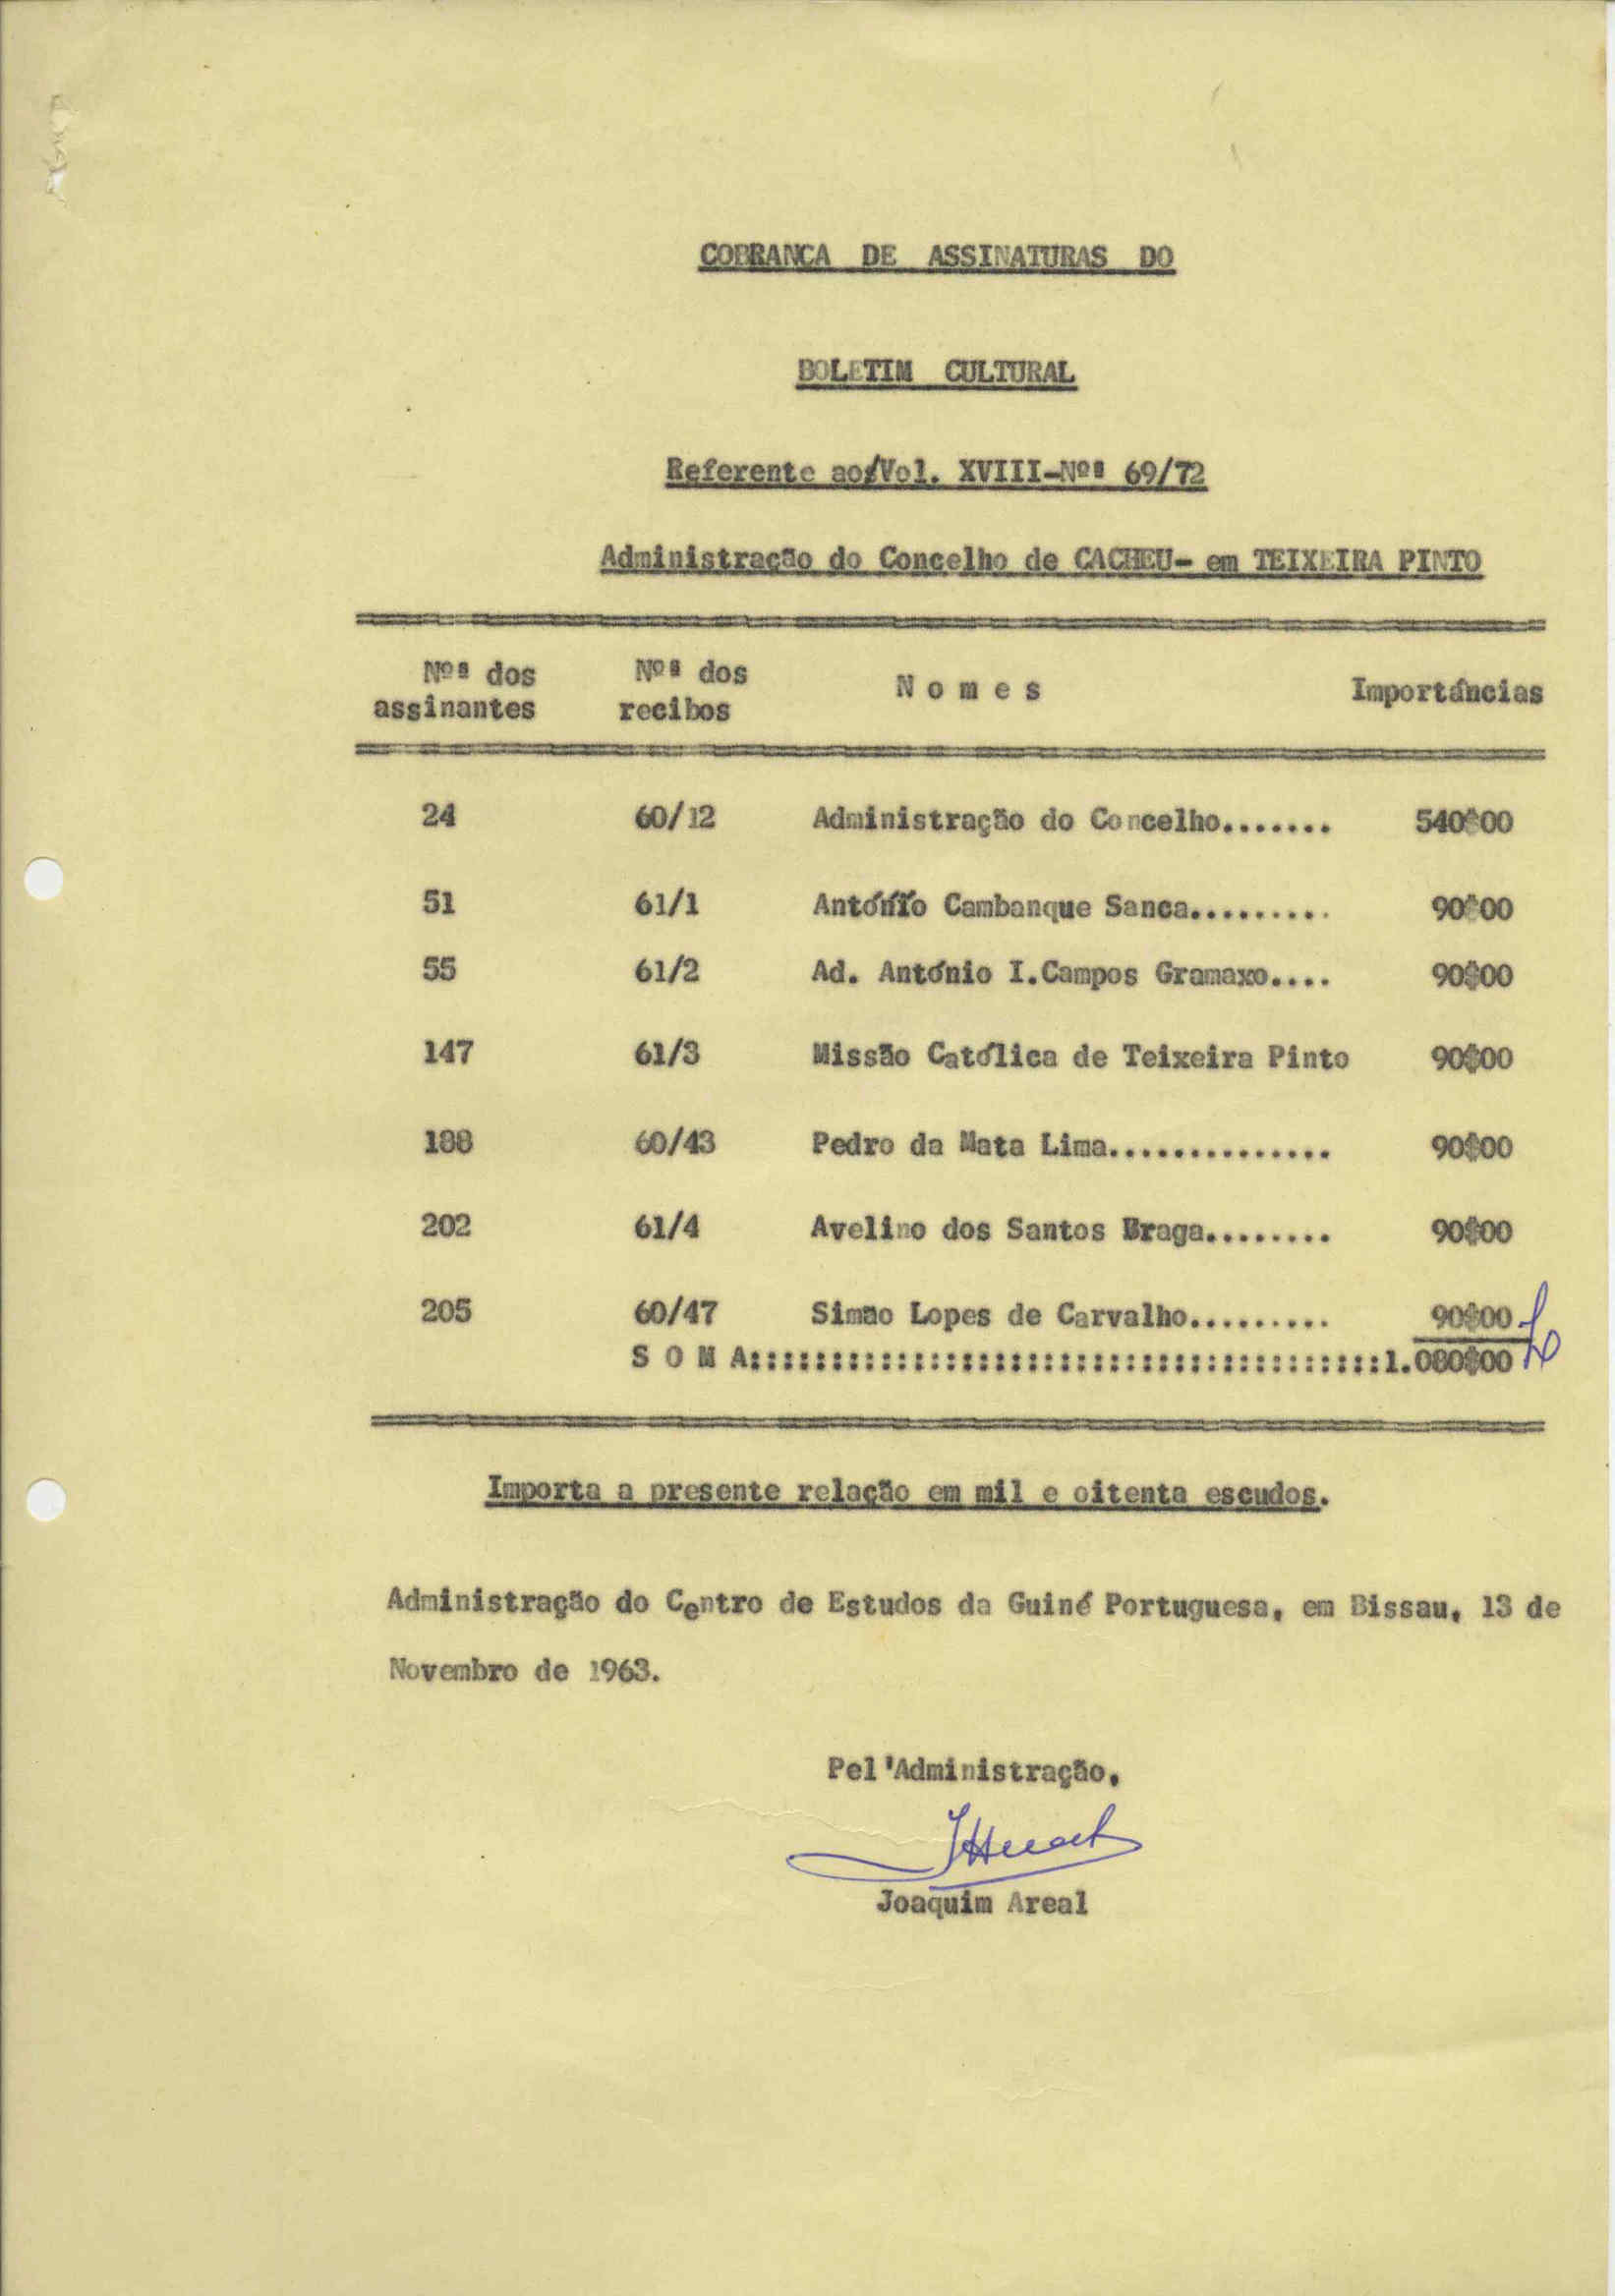 COBRANCA DE ASSINATURAS DO
BOLETIM CULTURAL
Referente ao/Vol. XVIII-Nºs 69/72
Administração do Concelho de CACHEU- em TEIXEIRA PINTO
Nºs dos assinantes Nºs dos recibos N o m e s Importáncias
24 60/12 Administração do Concelho....... 540$00
51 61/1 António Cambanque Sanca......... 90$00
55 61/2 Ad. António I.Campos Gramaxo.... 90$00
147 61/3 Missão Católica de Teixeira Pinto 90$00
188 60/43 Pedro da Mata Lima.............. 90$00
202 61/4 Avelino dos Santos Braga........ 90$00
205 60/47 Simao Lopes de Carvalho......... 90$00
S O M A:::::::::::::::::::::::::::::::::::::::1.080$00
Importa a presente relação em mil e oitenta escudos.
Administração do Centro de Estudos da Guiné Portuguesa, em Bissau, 13 de
Novembro de 1963.
Pel'Administração,
Joaquim Areal